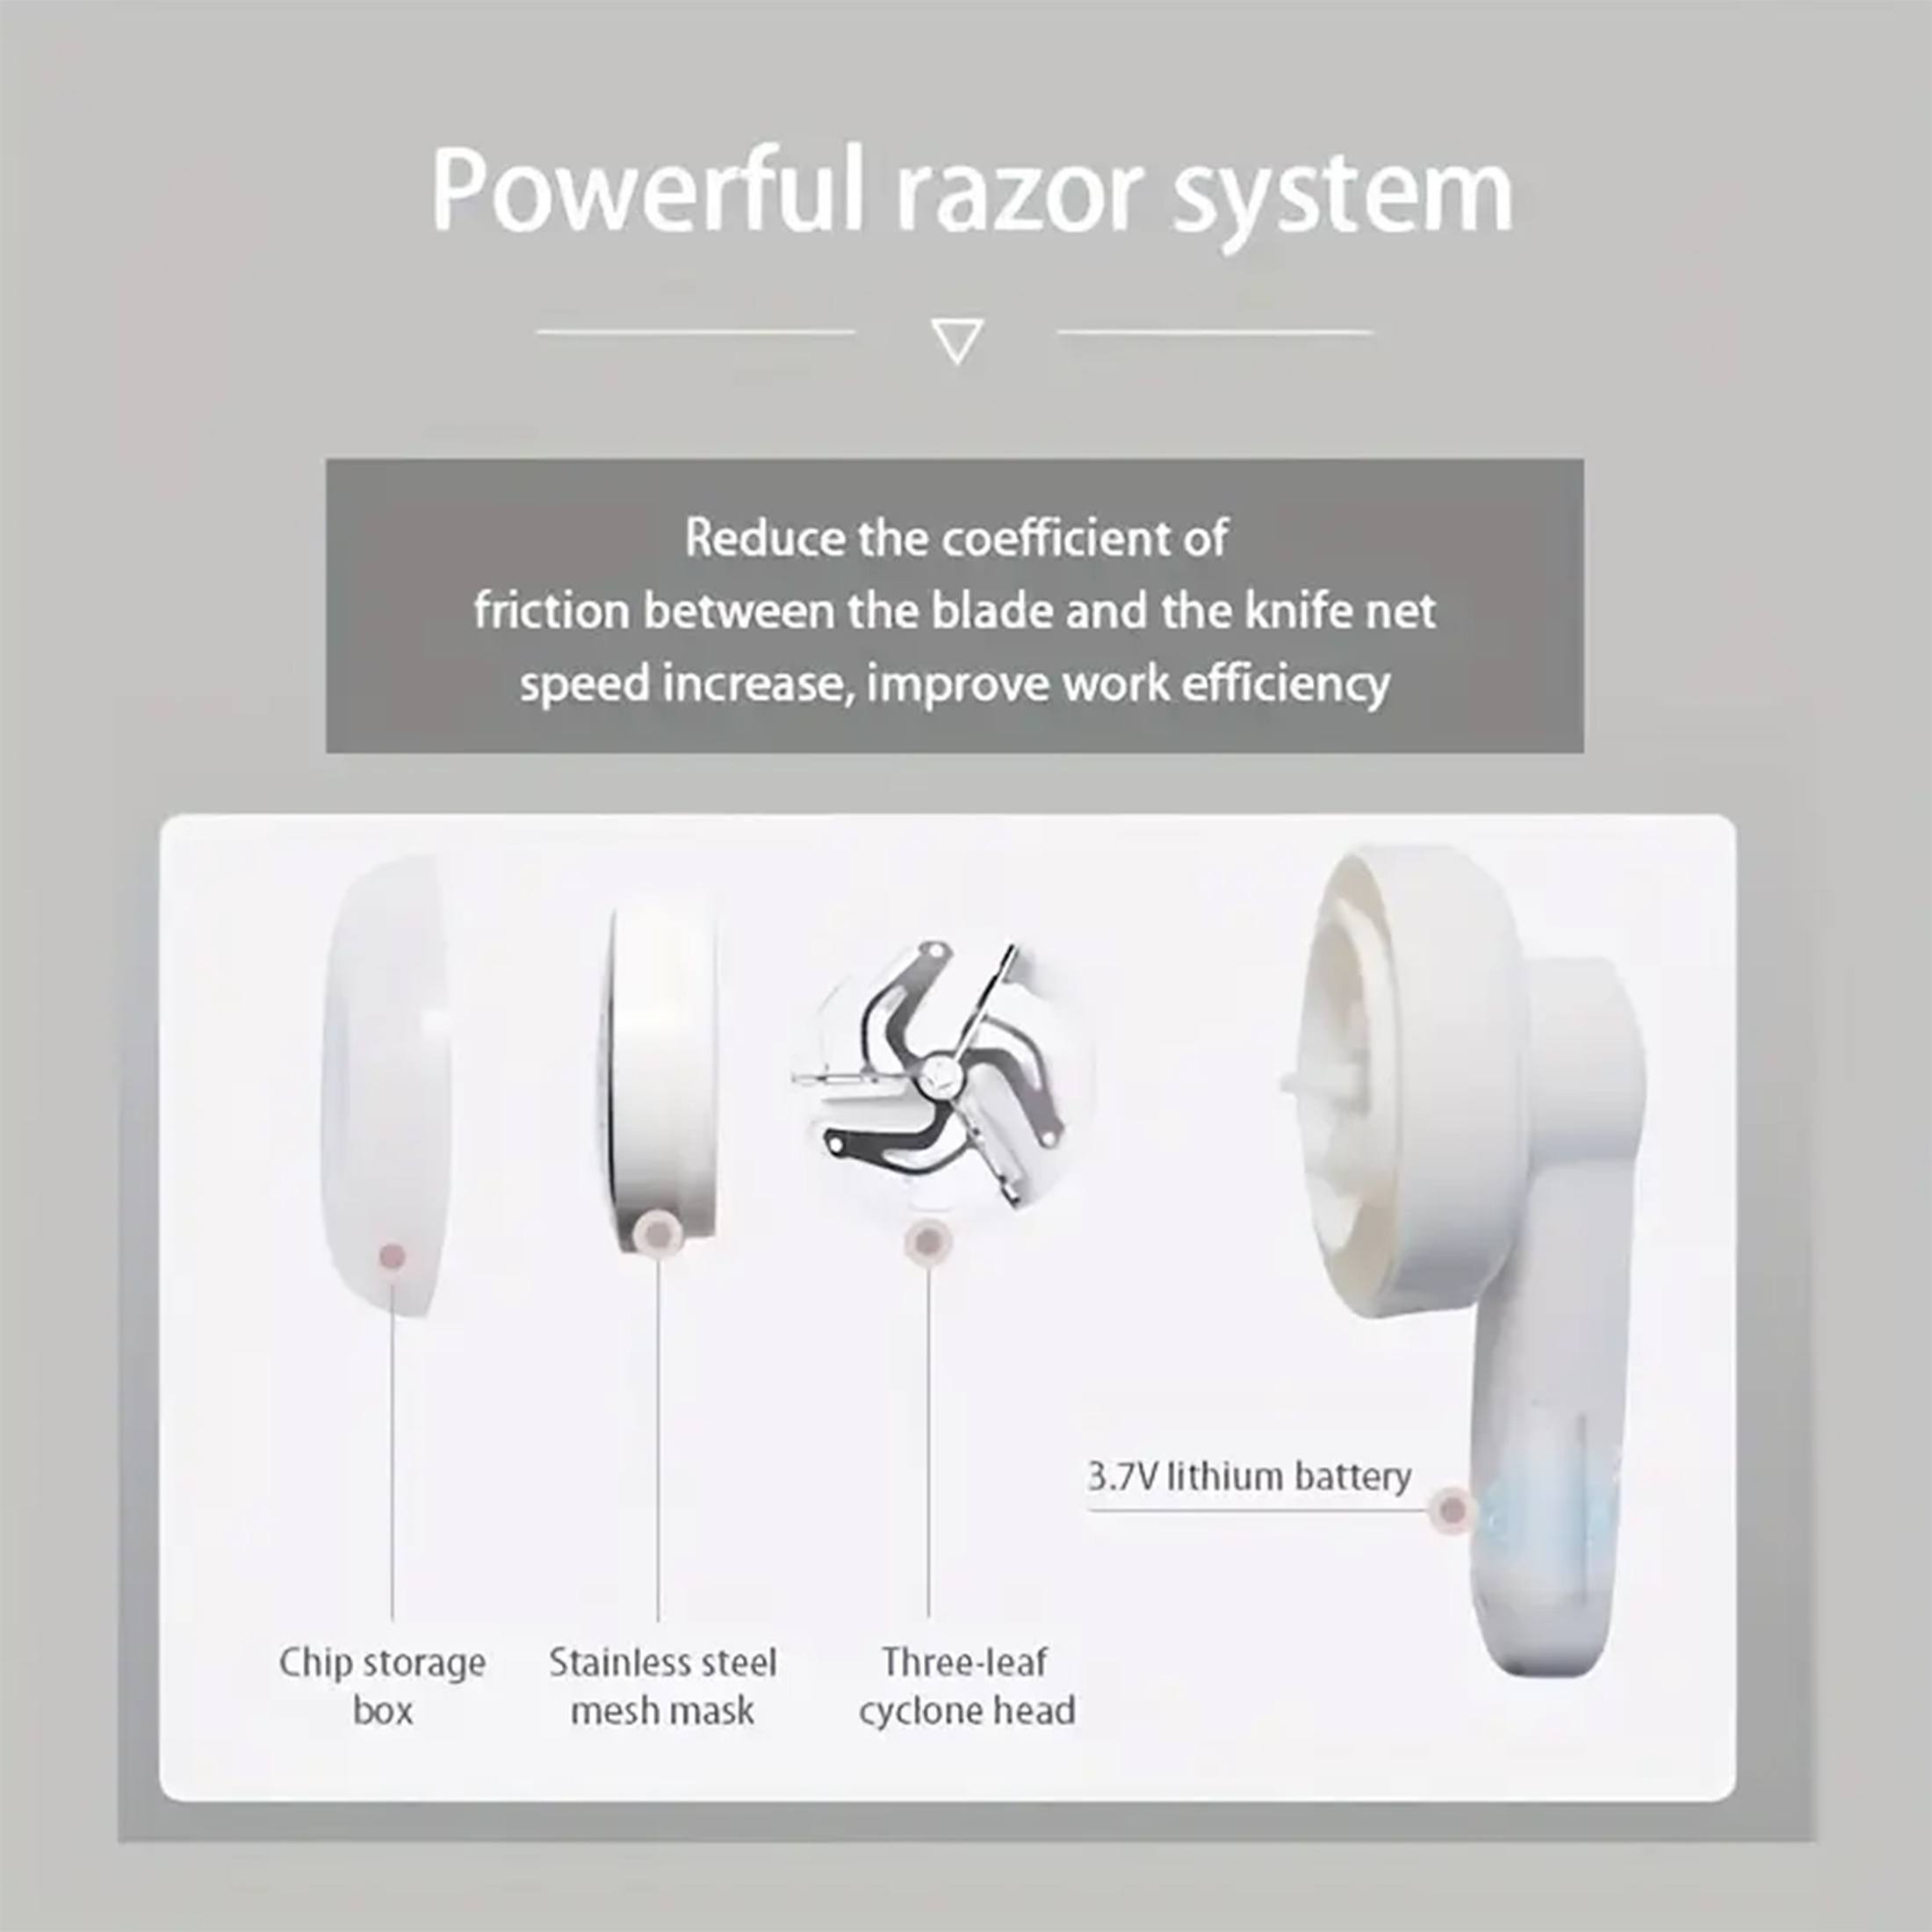 Powerful razor system
Reduce the coefficient of
friction between the blade and the knife net
speed increase, improve work efficiency
3.7V lithium battery
Chip storage
box
Stainless steel
mesh mask
Three-leaf
cyclone head